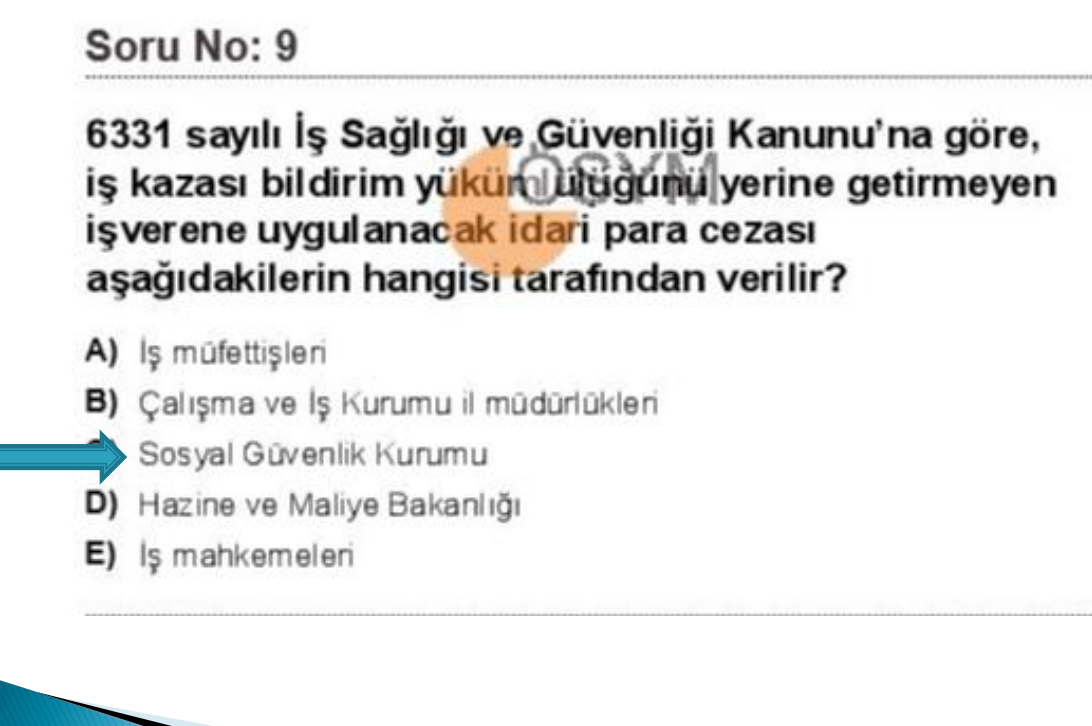 Soru No: 9
6331 sayılı İş Sağlığı ve Güvenliği Kanunu'na göre,
iş kazası bildirim yükümlülüğünü yerine getirmeyen
işverene uygulanacak idari para cezası
aşağıdakilerin hangisi tarafından verilir?
ÖSYM
A) İş müfettişleri
B) Çalışma ve İş Kurumu il müdürlükleri
Sosyal Güvenlik Kurumu
D) Hazine ve Maliye Bakanlığı
E) İş mahkemeleri